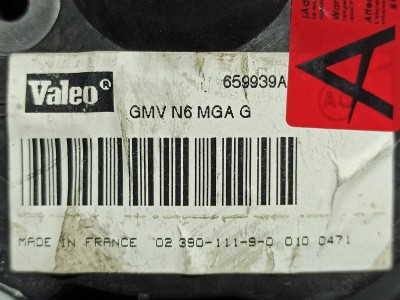 Valeo®
659939A
GMV N6 MGA G
MADE IN FRANCE 02 390-111-9-0 010 0471
A